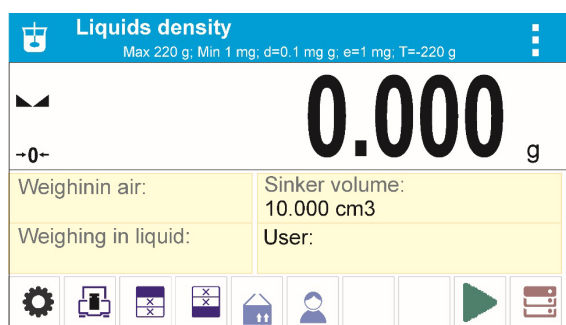 Liquids density
Max 220 g; Min 1 mg; d=0.1 mg g; e=1 mg; T=-220 g
0.000 g
→0←
Weighinin air:
Sinker volume:
10.000 cm3
Weighing in liquid:
User: